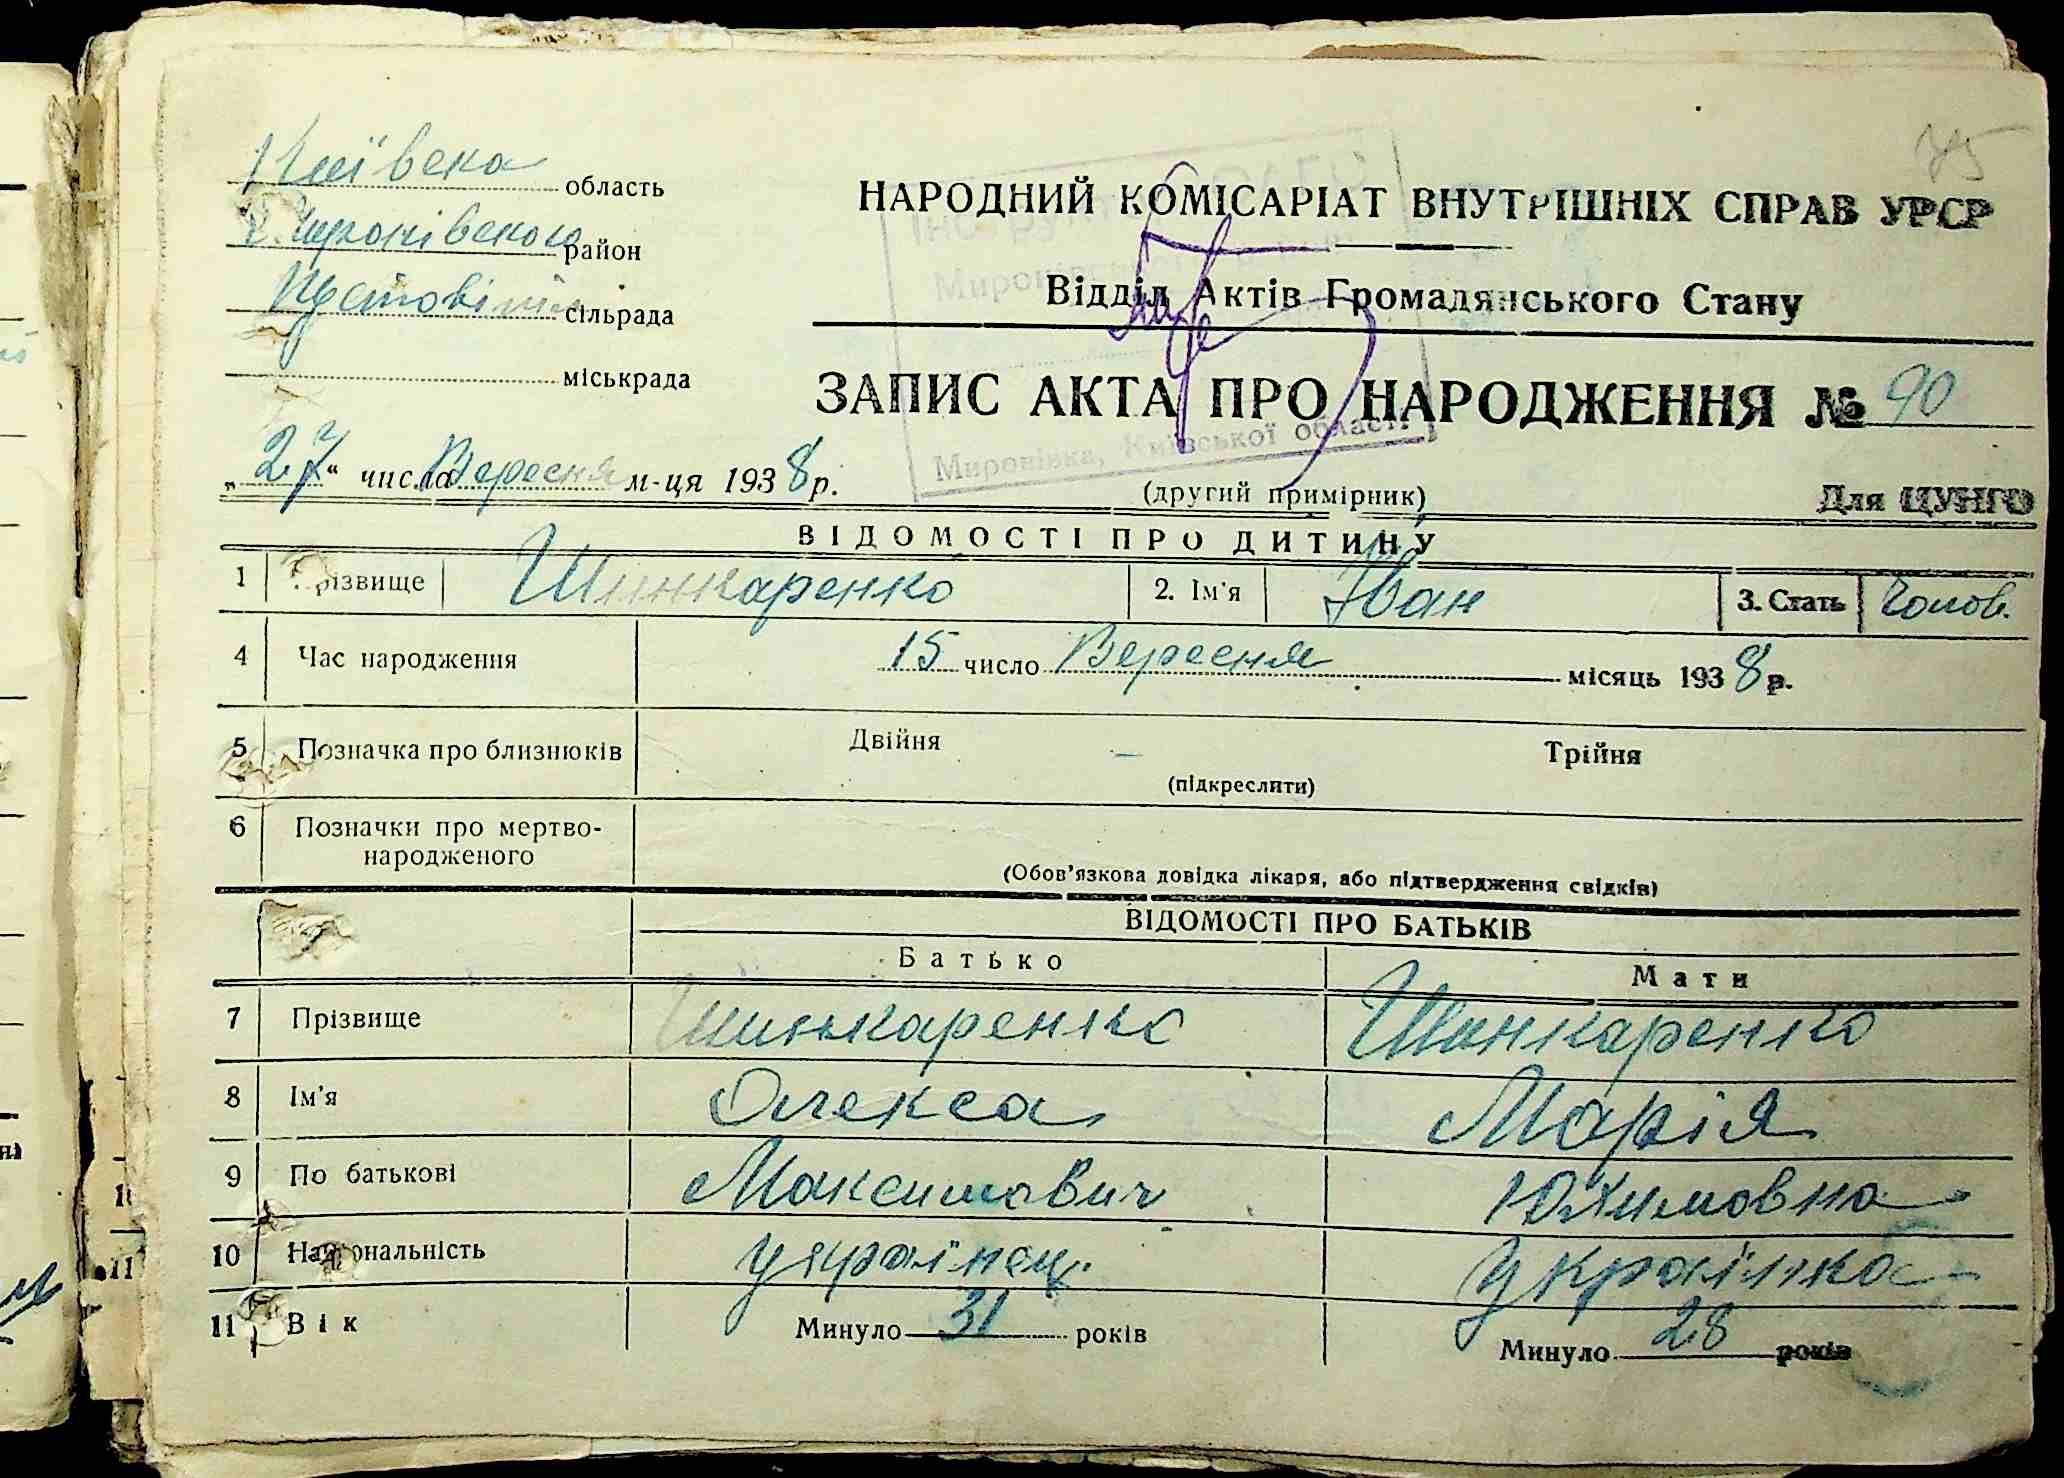 75
Київська область
Миронівського район
Пустовіти сільрада
міськрада
НАРОДНИЙ КОМІСАРІАТ ВНУТРІШНІХ СПРАВ УРСР
Відділ Актів Громадянського Стану
ЗАПИС АКТА ПРО НАРОДЖЕННЯ № 90
Миронівка, Київської області
„27“ числа Вересня м-ця 1938 р.
(другий примірник)
Для ЦУНГО
ВІДОМОСТІ ПРО ДИТИНУ
1 Прізвище Шинкаренко 2. Ім'я Іван 3. Стать Чолов.
4 Час народження 15 число Вересня місяць 1938 р.
5 Позначка про близнюків Двійня — Трійня
(підкреслити)
6 Позначки про мертво-
народженого
(Обов'язкова довідка лікаря, або підтвердження свідків)
ВІДОМОСТІ ПРО БАТЬКІВ
Батько Мати
7 Прізвище Шинкаренко Шинкаренко
8 Ім'я Олекса Марія
9 По батькові Максимович Юхимовна
10 Національність українец. Українка
11 Вік Минуло 31 років Минуло 28 років